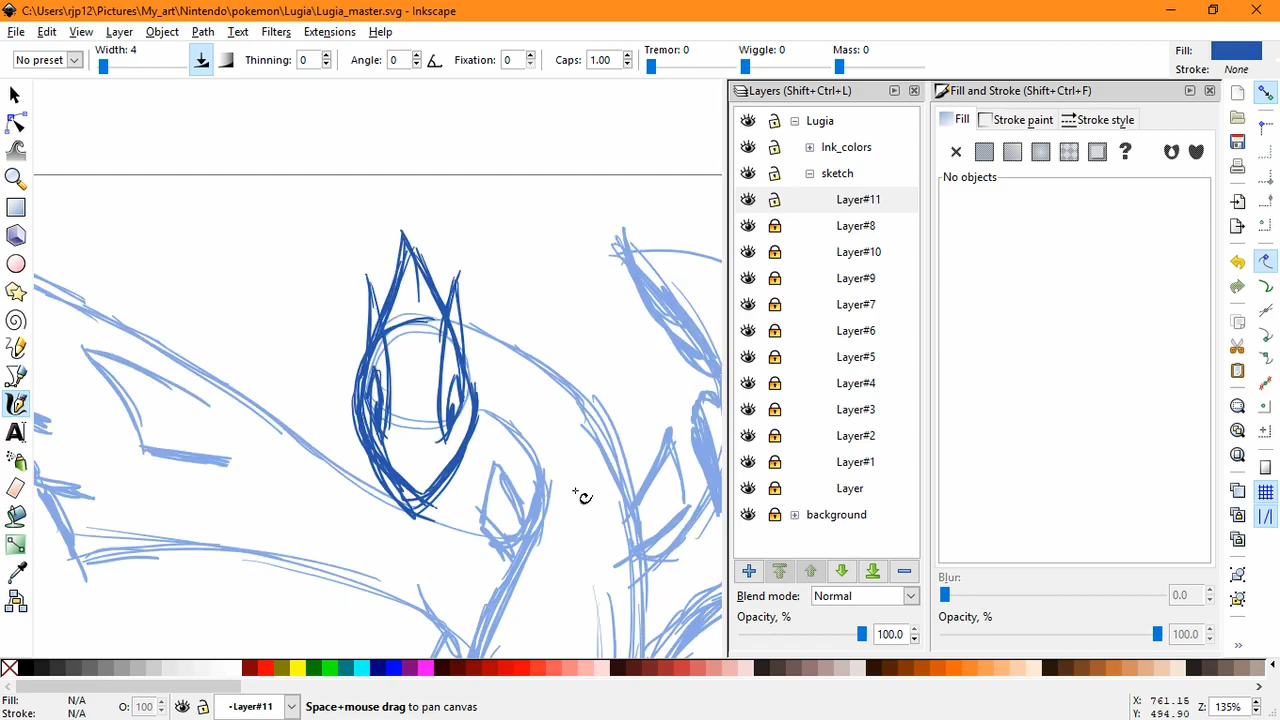 C:\Users\rjp12\Pictures\My_art\Nintendo\pokemon\Lugia\Lugia_master.svg - Inkscape
File Edit View Layer Object Path Text Filters Extensions Help
No preset Width: 4 Thinning: 0 Angle: 0 Fixation: 0 Caps: 1.00 Tremor: 0 Wiggle: 0 Mass: 0 Fill:
Stroke: None
Layers (Shift+Ctrl+L)
Lugia
Ink_colors
sketch
Layer#11
Layer#8
Layer#10
Layer#9
Layer#7
Layer#6
Layer#5
Layer#4
Layer#3
Layer#2
Layer#1
Layer
background
Blend mode: Normal
Opacity, %
100.0
Fill and Stroke (Shift+Ctrl+F)
Fill Stroke paint Stroke style
No objects
Blur:
0.0
Opacity, %
100.0
Fill: N/A
Stroke: N/A
O: 100
·Layer#11
Space+mouse drag to pan canvas
X: 761.15
Y: 494.90
Z: 135%